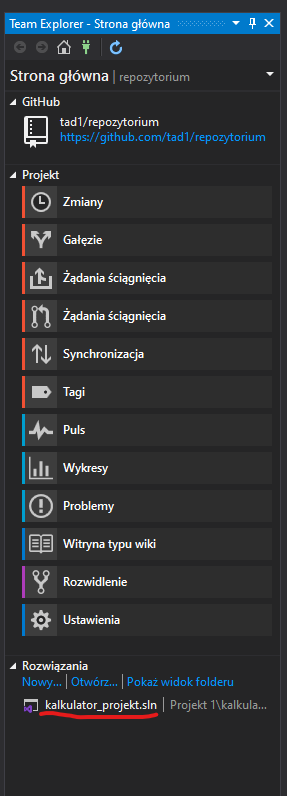 Team Explorer - Strona główna
Strona główna | repozytorium
GitHub
tad1/repozytorium
https://github.com/tad1/repozytorium
Projekt
Zmiany
Gałęzie
Żądania ściągnięcia
Żądania ściągnięcia
Synchronizacja
Tagi
Puls
Wykresy
Problemy
Witryna typu wiki
Rozwidlenie
Ustawienia
Rozwiązania
Nowy... | Otwórz... | Pokaż widok folderu
kalkulator_projekt.sln | Projekt 1\kalkula...